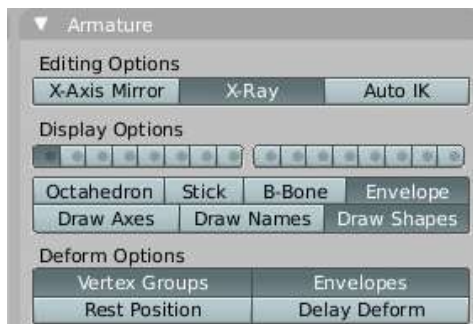 Armature
Editing Options
X-Axis Mirror X-Ray Auto IK
Display Options
Octahedron Stick B-Bone Envelope
Draw Axes Draw Names Draw Shapes
Deform Options
Vertex Groups Envelopes
Rest Position Delay Deform